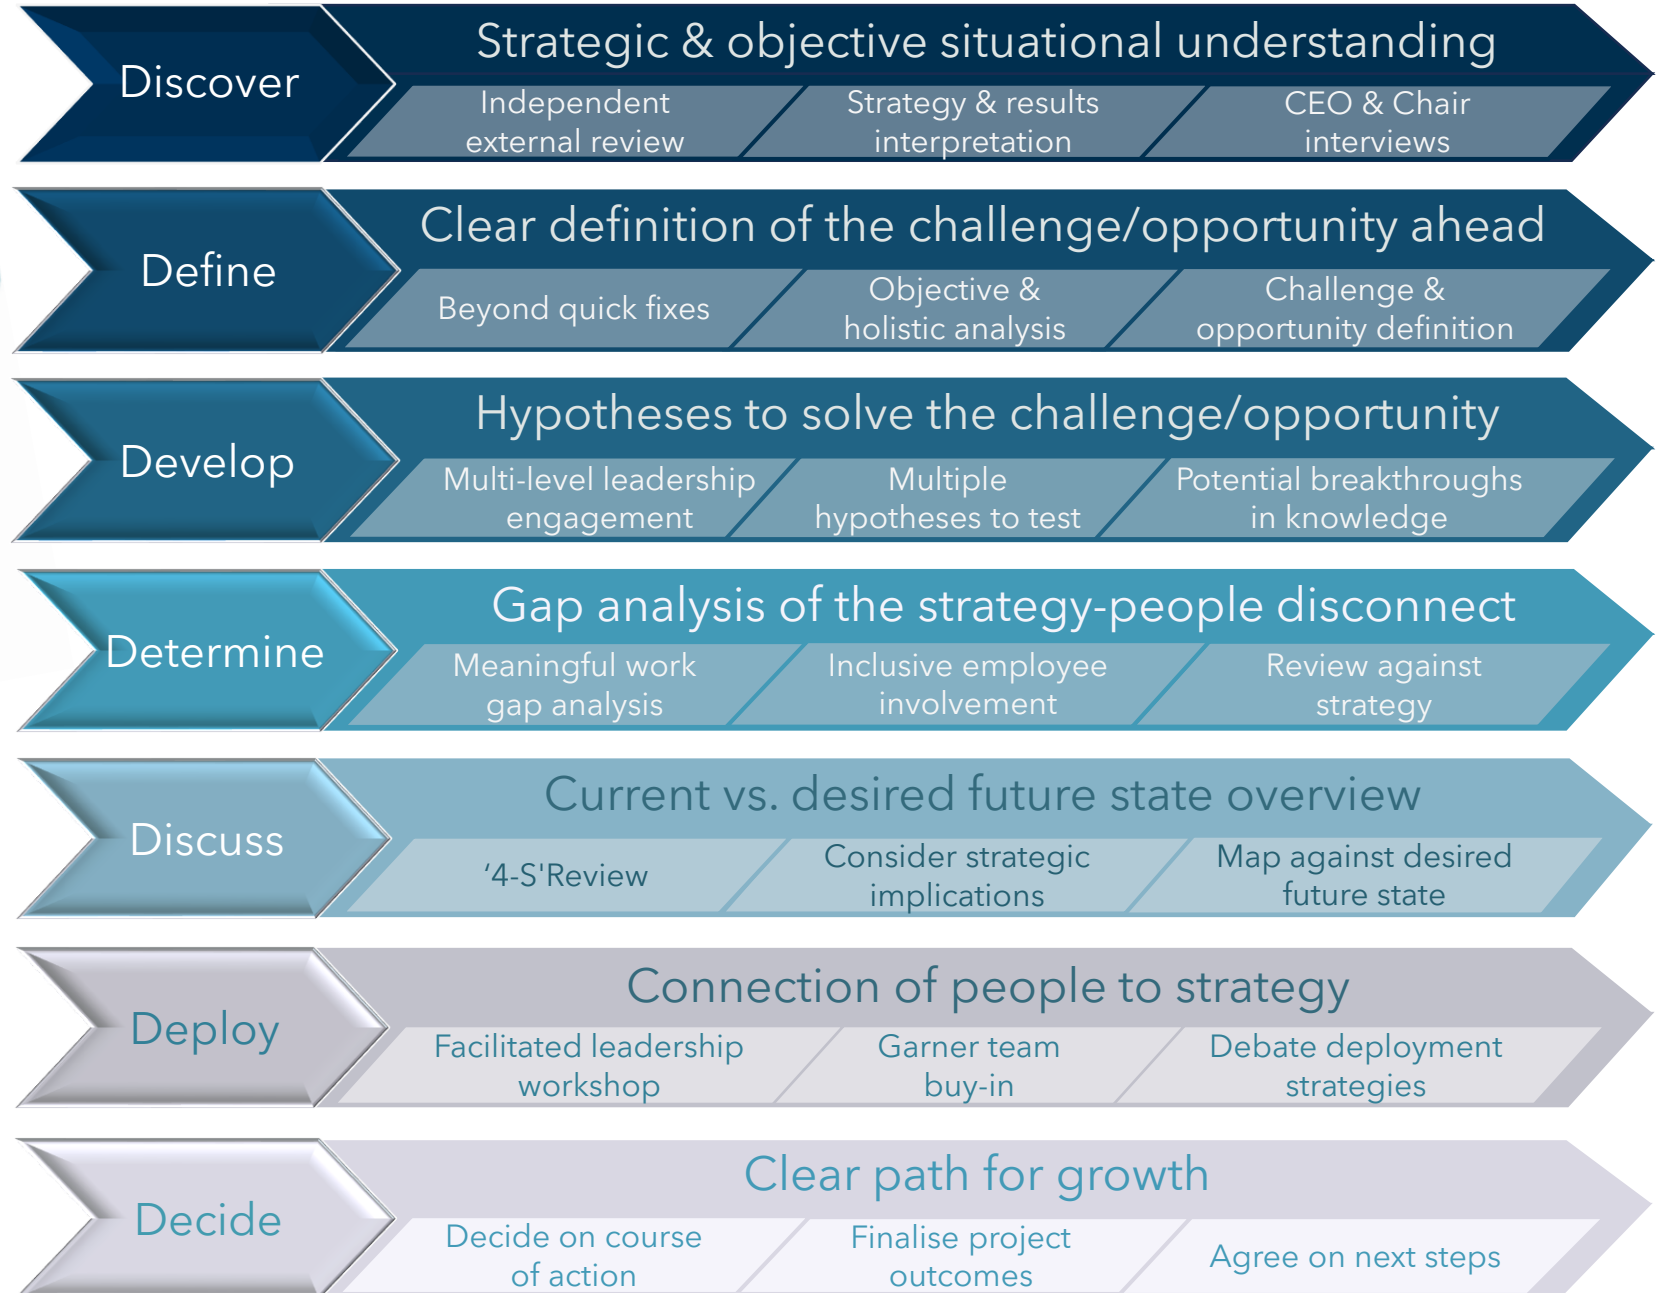 Discover
Strategic & objective situational understanding
Independent
external review
Strategy & results
interpretation
CEO & Chair
interviews
Define
Clear definition of the challenge/opportunity ahead
Beyond quick fixes
Objective &
holistic analysis
Challenge &
opportunity definition
Develop
Hypotheses to solve the challenge/opportunity
Multi-level leadership
engagement
Multiple
hypotheses to test
Potential breakthroughs
in knowledge
Determine
Gap analysis of the strategy-people disconnect
Meaningful work
gap analysis
Inclusive employee
involvement
Review against
strategy
Discuss
Current vs. desired future state overview
‘4-S'Review
Consider strategic
implications
Map against desired
future state
Deploy
Connection of people to strategy
Facilitated leadership
workshop
Garner team
buy-in
Debate deployment
strategies
Decide
Clear path for growth
Decide on course
of action
Finalise project
outcomes
Agree on next steps